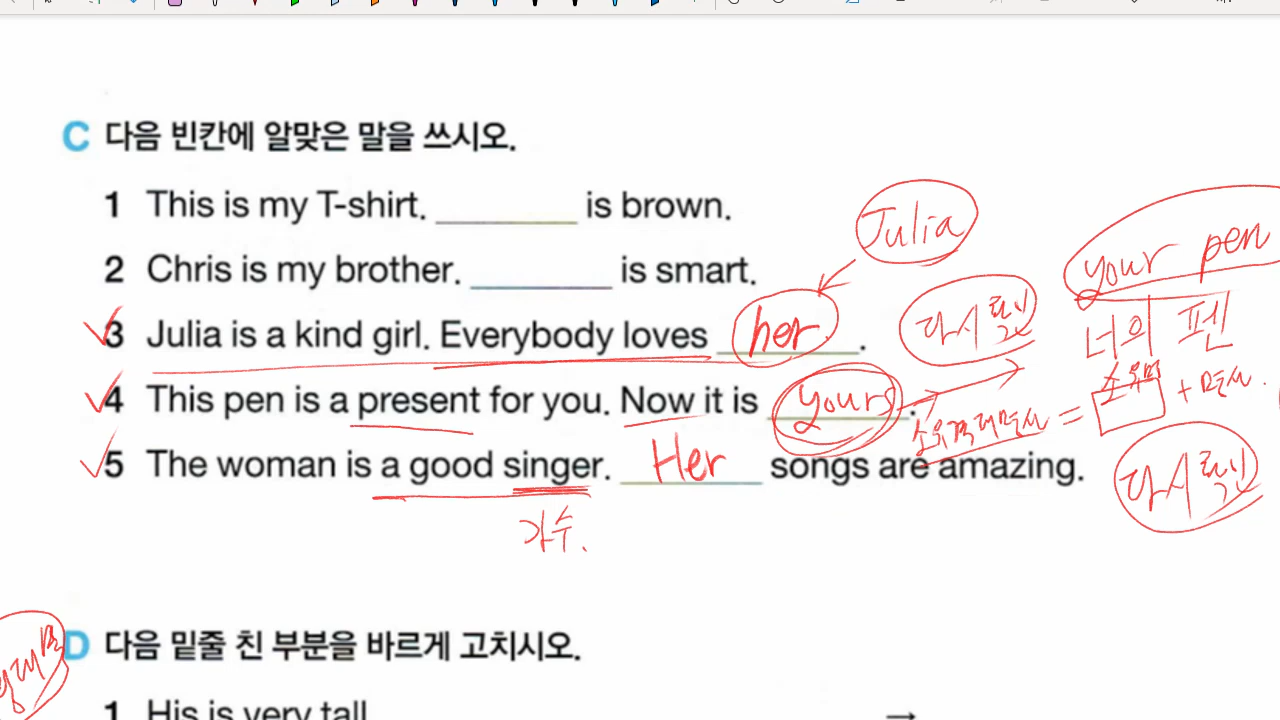 C 다음 빈칸에 알맞은 말을 쓰시오.
1 This is my T-shirt. ________ is brown.
Julia
2 Chris is my brother. ________ is smart.
your pen
3 Julia is a kind girl. Everybody loves her.
다시 확인
너의 펜
4 This pen is a present for you. Now it is yours.
소유격대명사 = 소유격 + 명사.
5 The woman is a good singer. Her songs are amazing.
다시 확인
가수.
D 다음 밑줄 친 부분을 바르게 고치시오.
1 His is very tall →